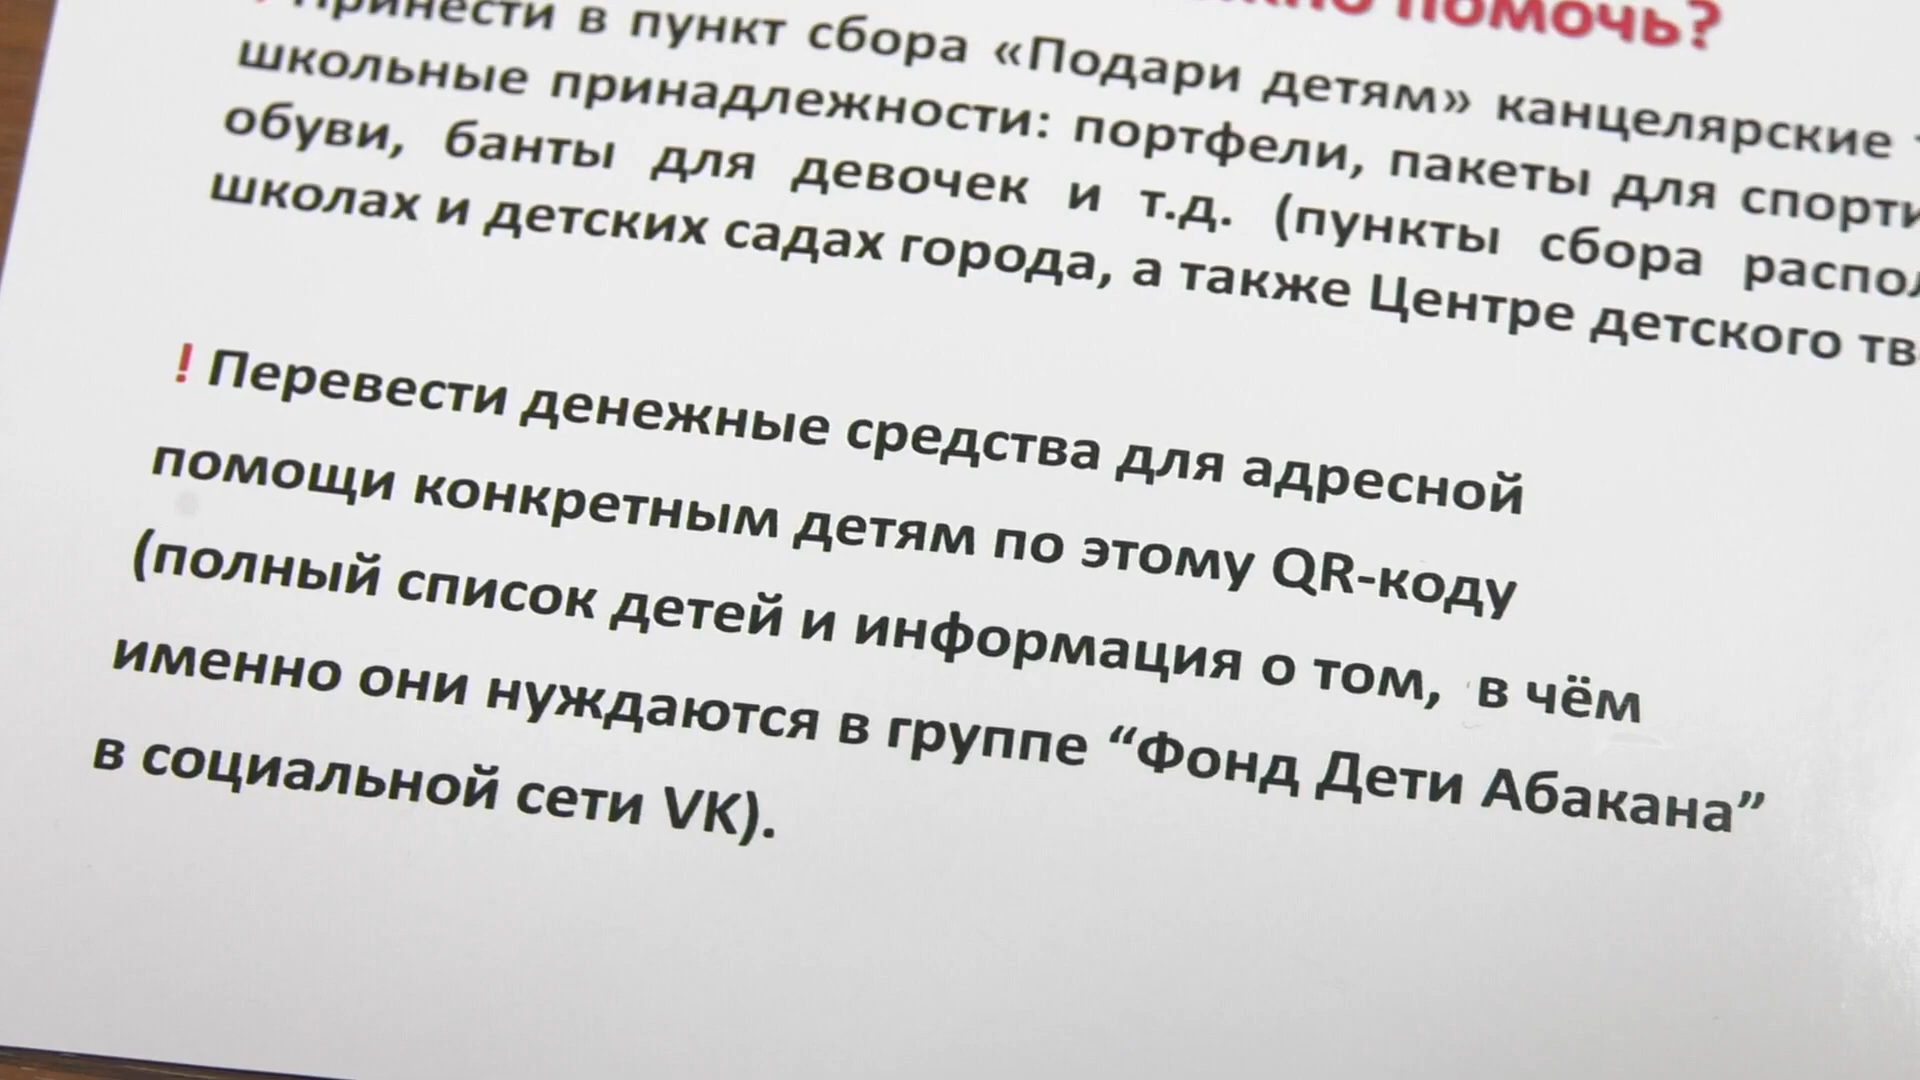 помочь?
Принести в пункт сбора «Подари детям» канцелярские
школьные принадлежности: портфели, пакеты для
обуви, банты для девочек и т.д. (пункты сбора
школах и детских садах города, а также Центре детского
! Перевести денежные средства для адресной
помощи конкретным детям по этому QR-коду
(полный список детей и информация о том, в чём
именно они нуждаются в группе “Фонд Дети Абакана”
в социальной сети VK).